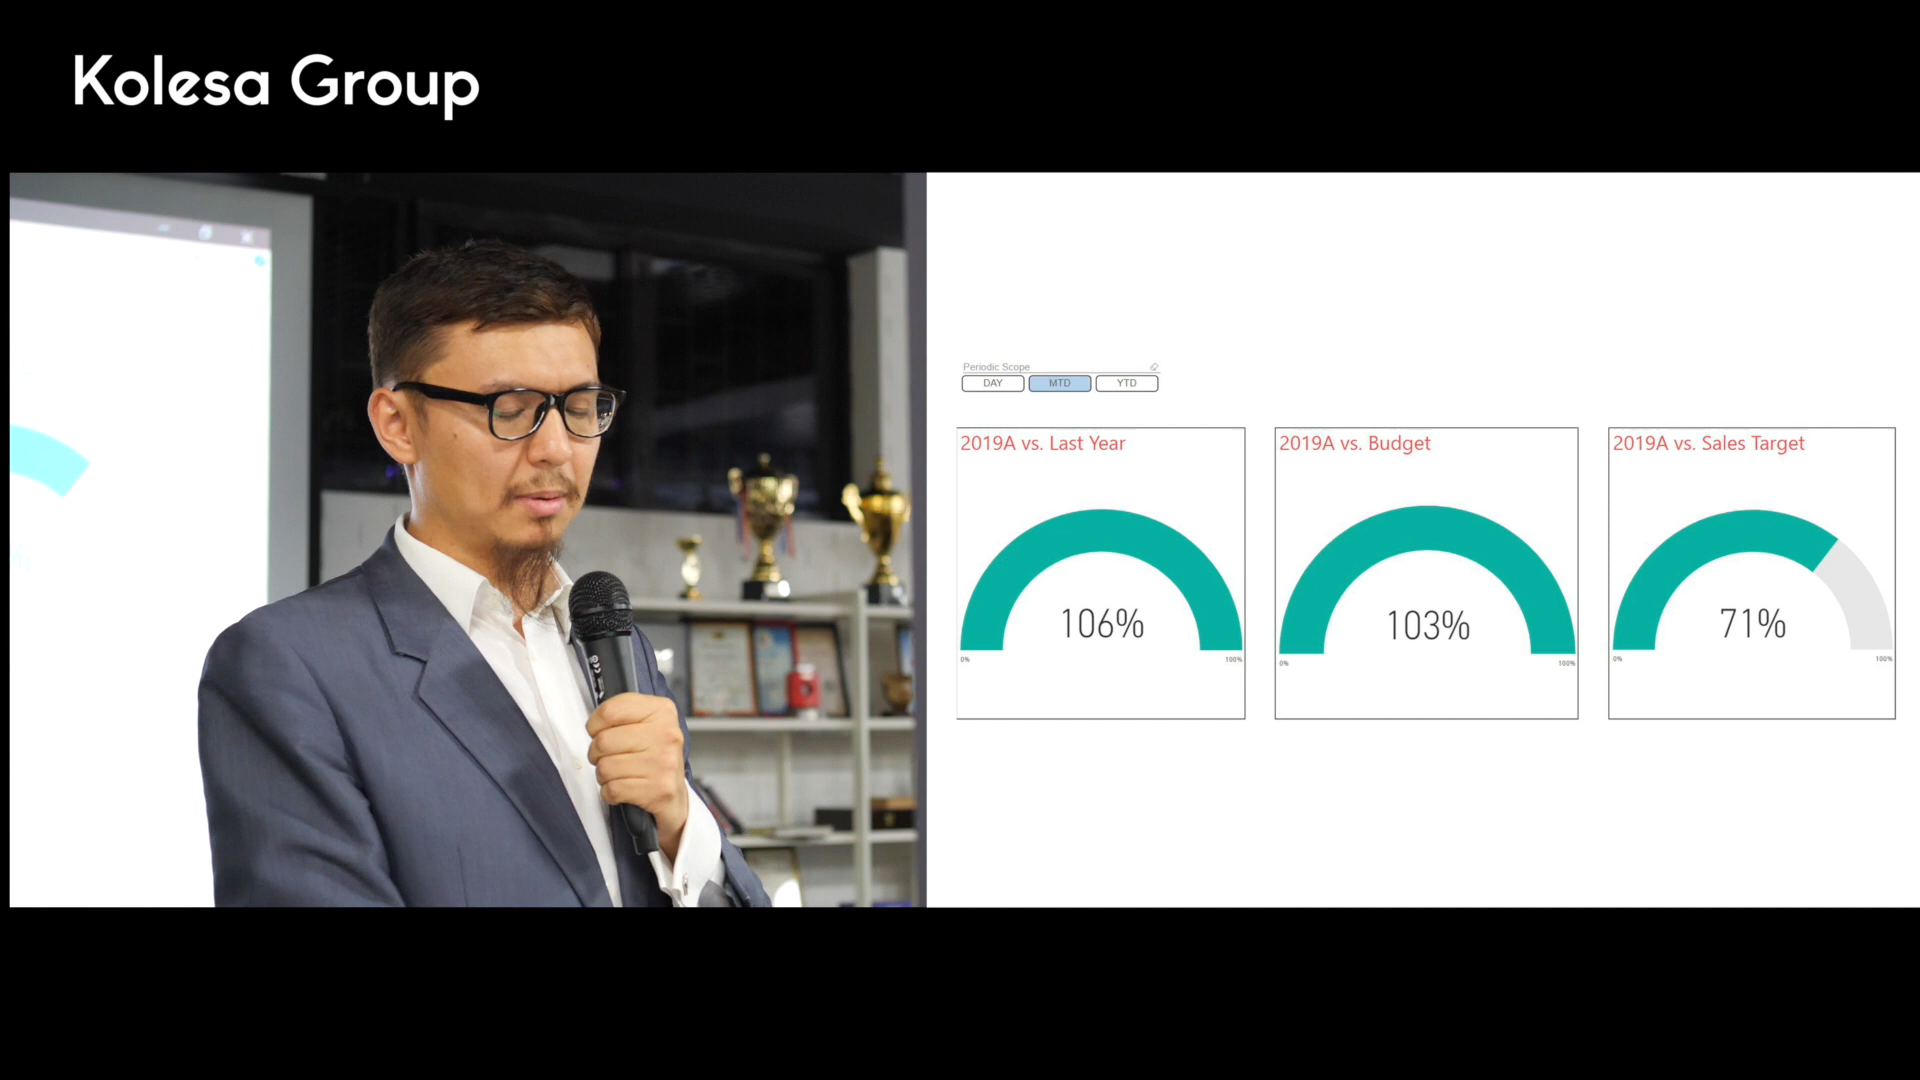 Kolesa Group
Periodic Scope
DAY MTD YTD
2019A vs. Last Year
106%
0% 100%
2019A vs. Budget
103%
0% 100%
2019A vs. Sales Target
71%
0% 100%